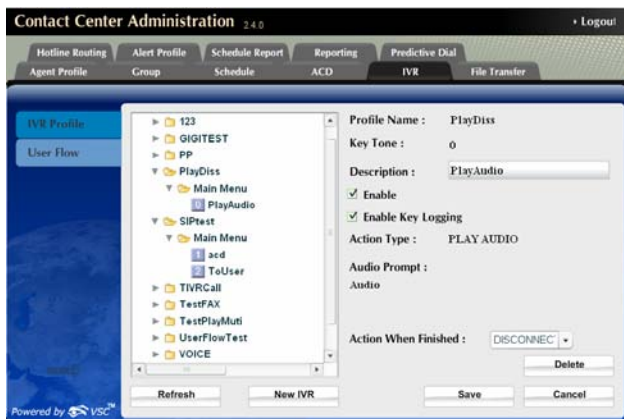 Contact Center Administration 2.4.0
Logout
Hotline Routing Alert Profile Schedule Report Reporting Predictive Dial
Agent Profile Group Schedule ACD IVR File Transfer
IVR Profile
User Flow
123
GIGITEST
PP
PlayDiss
Main Menu
0 PlayAudio
SIPtest
Main Menu
1 acd
2 ToUser
TIVRCall
TestFAX
TestPlayMuti
UserFlowTest
VOICE
Refresh New IVR
Profile Name : PlayDiss
Key Tone : 0
Description : PlayAudio
Enable
Enable Key Logging
Action Type : PLAY AUDIO
Audio Prompt :
Audio
Action When Finished : DISCONNEC
Delete
Save Cancel
Powered by VSC™